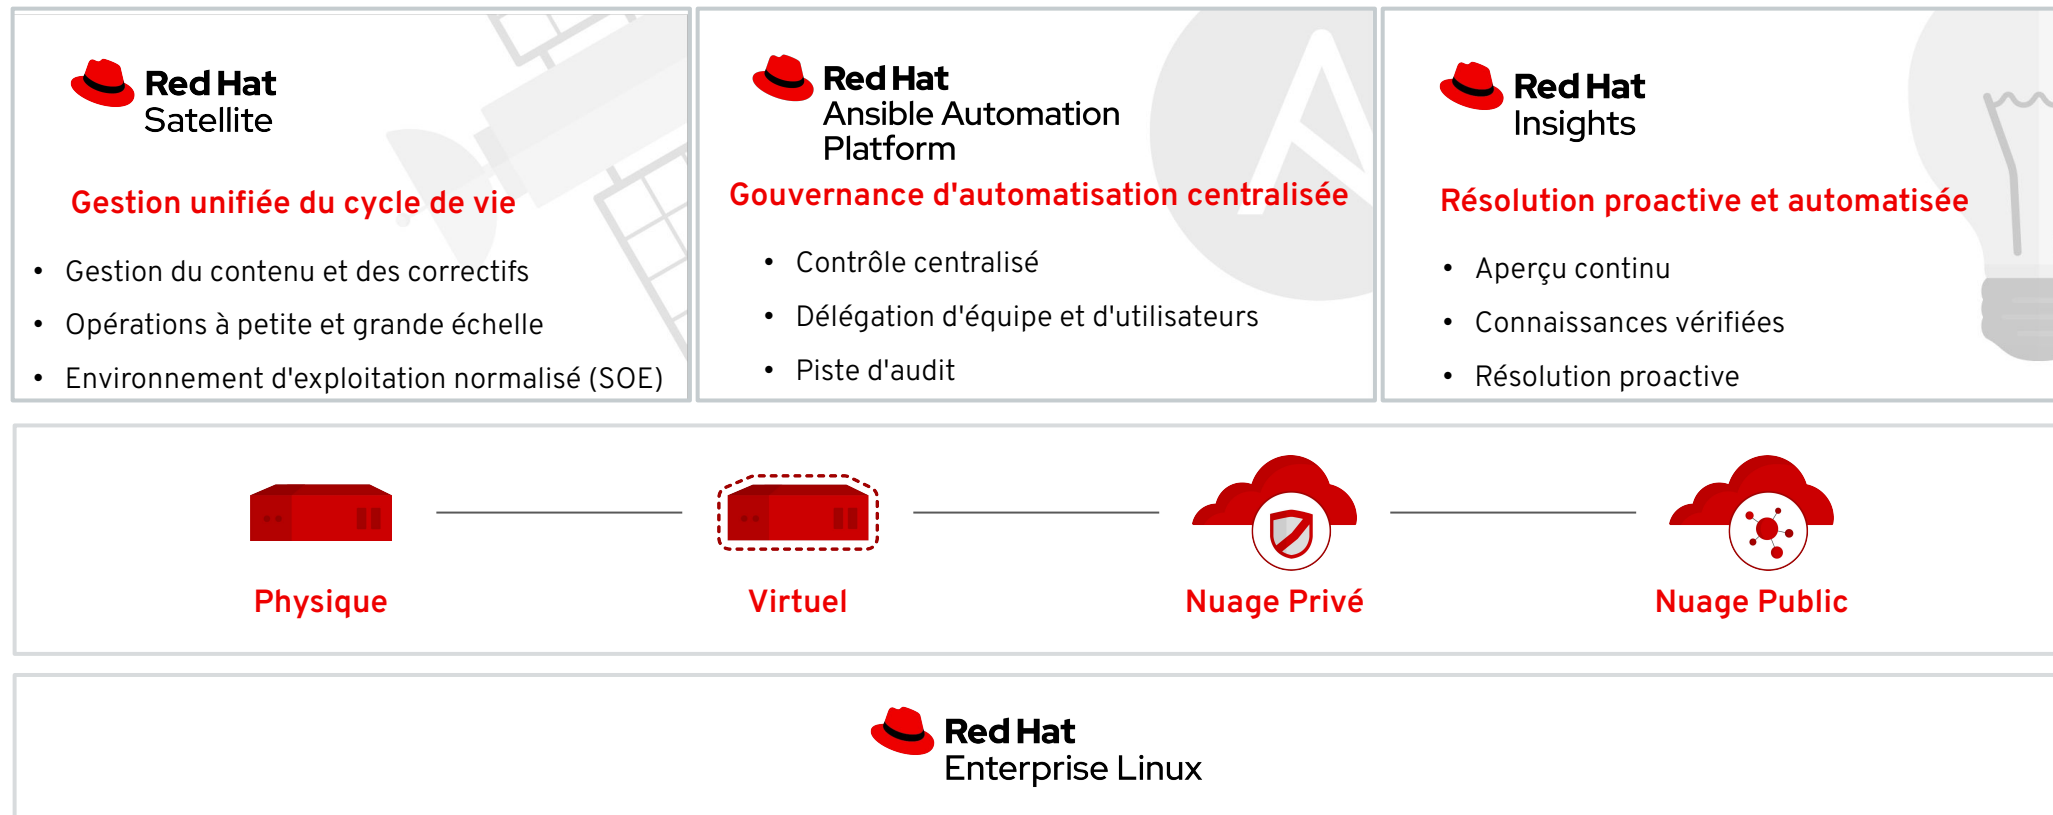 Red Hat
Satellite
Gestion unifiée du cycle de vie
• Gestion du contenu et des correctifs
• Opérations à petite et grande échelle
• Environnement d'exploitation normalisé (SOE)
Red Hat
Ansible Automation
Platform
Gouvernance d'automatisation centralisée
• Contrôle centralisé
• Délégation d'équipe et d'utilisateurs
• Piste d'audit
Red Hat
Insights
Résolution proactive et automatisée
• Aperçu continu
• Connaissances vérifiées
• Résolution proactive
Physique
Virtuel
Nuage Privé
Nuage Public
Red Hat
Enterprise Linux